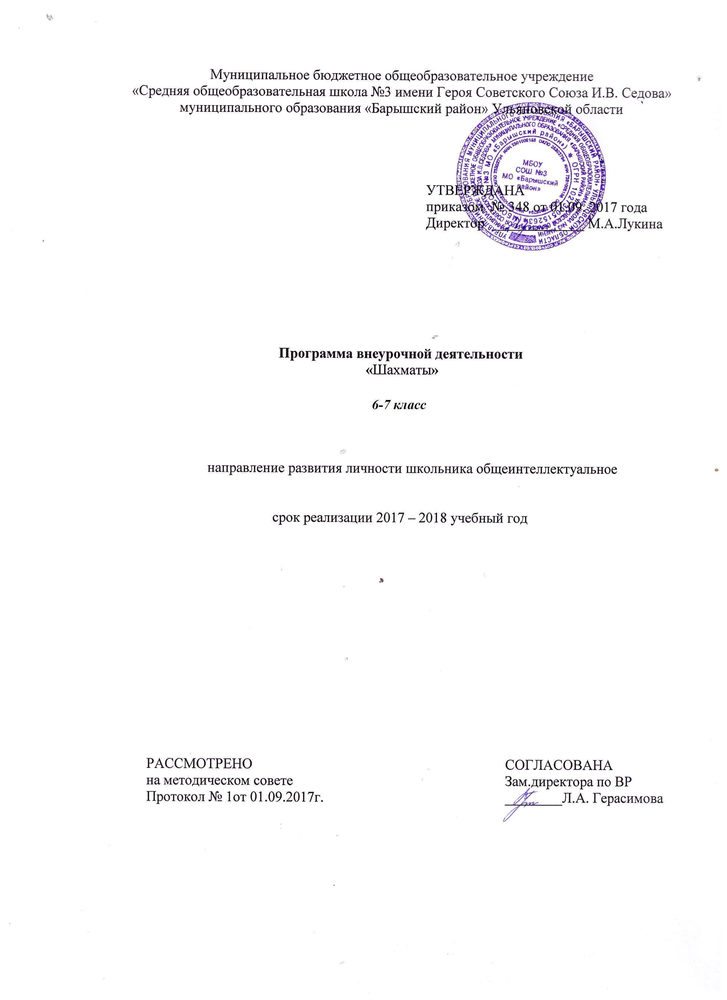 Муниципальное бюджетное общеобразовательное учреждение
«Средняя общеобразовательная школа №3 имени Героя Советского Союза И.В. Седова»
муниципального образования «Барышский район» Ульяновской области
МБОУ
СОШ №3
МО «Барышский
район»
УТВЕРЖДАНА
приказом № 348 от 01.09. 2017 года
Директор ______________ М.А.Лукина
Программа внеурочной деятельности
«Шахматы»
6-7 класс
направление развития личности школьника общеинтеллектуальное
срок реализации 2017 – 2018 учебный год
РАССМОТРЕНО
на методическом совете
Протокол № 1от 01.09.2017г.
СОГЛАСОВАНА
Зам.директора по ВР
________Л.А. Герасимова